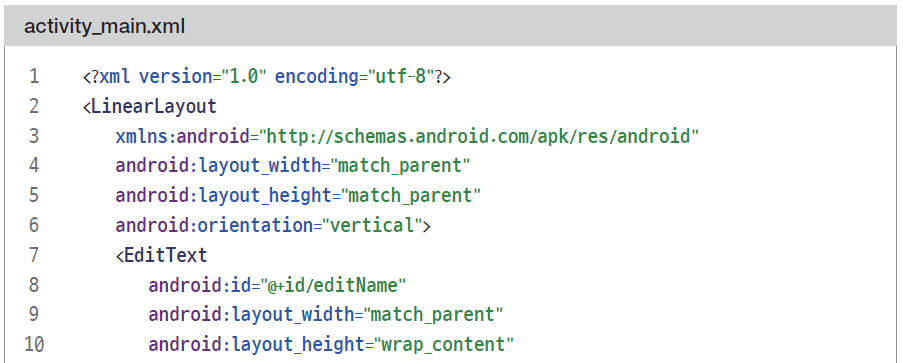 activity_main.xml
1 <?xml version="1.0" encoding="utf-8"?>
2 <LinearLayout
3 xmlns:android="http://schemas.android.com/apk/res/android"
4 android:layout_width="match_parent"
5 android:layout_height="match_parent"
6 android:orientation="vertical">
7 <EditText
8 android:id="@+id/editName"
9 android:layout_width="match_parent"
10 android:layout_height="wrap_content"